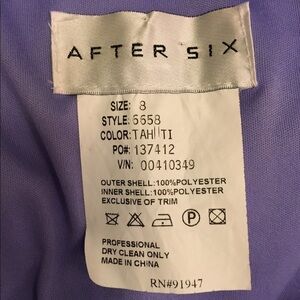 AFTER SIX
SIZE: 8
STYLE: 6658
COLOR: TAHITI
PO#: 137412
V/N: 00410349
OUTER SHELL: 100%POLYESTER
INNER SHELL: 100%POLYESTER
EXCLUSIVE OF TRIM
P
PROFESSIONAL
DRY CLEAN ONLY
MADE IN CHINA
RN#91947